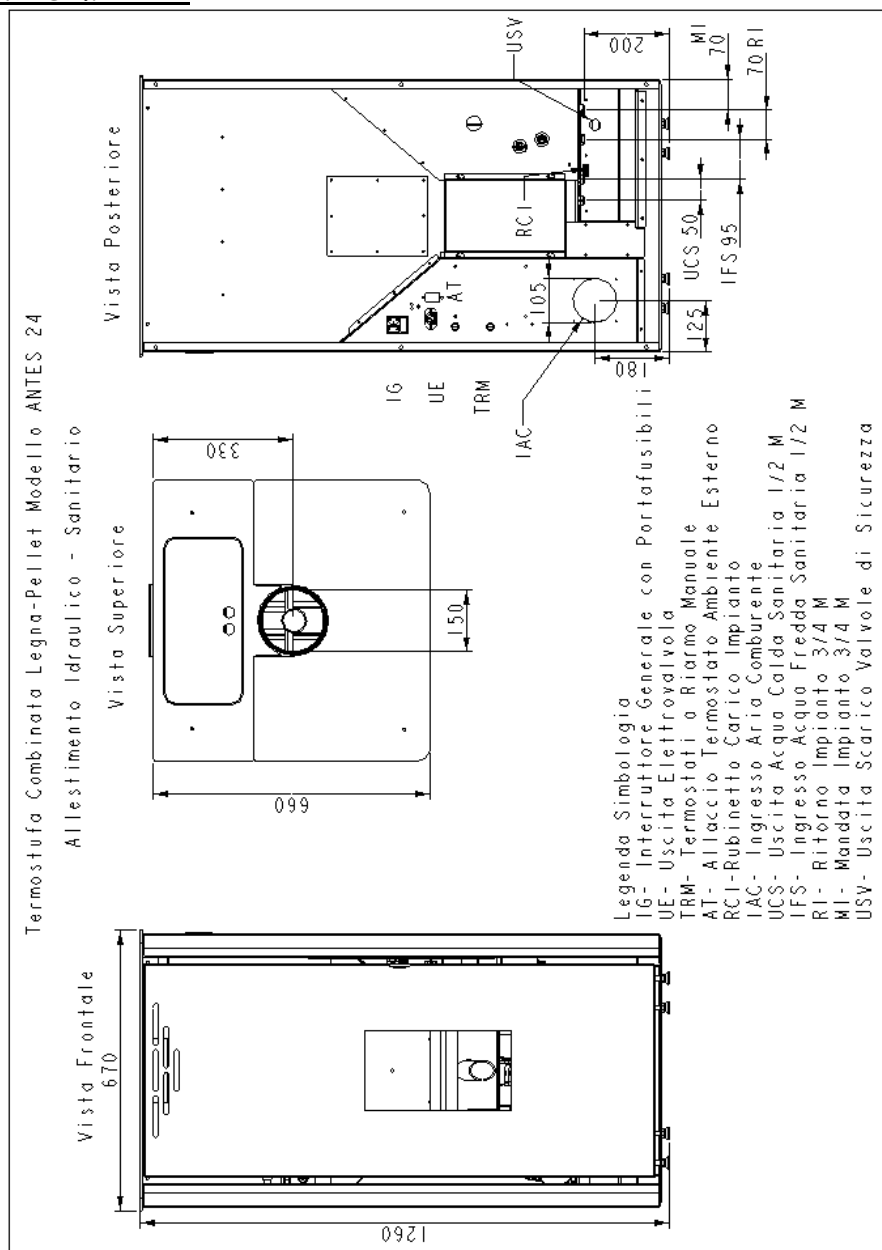 Termostufa Combinata Legna-Pellet Modello ANTES 24
Allestimento Idraulico - Sanitario
Vista Frontale
670
1260
Vista Superiore
330
660
150
Vista Posteriore
USV
200
MI
70
70 RI
RCI
UCS 50
IFS 95
AT
105
125
180
IG
UE
TRM
IAC
Legenda Simbologia
IG- Interruttore Generale con Portafusibili
UE- Uscita Elettrovalvola
TRM- Termostati a Riarmo Manuale
AT- Allaccio Termostato Ambiente Esterno
RCI-Rubinetto Carico Impianto
IAC- Ingresso Aria Comburente
UCS- Uscita Acqua Calda Sanitaria 1/2 M
IFS- Ingresso Acqua Fredda Sanitaria 1/2 M
RI- Ritorno Impianto 3/4 M
MI- Mandata Impianto 3/4 M
USV- Uscita Scarico Valvole di Sicurezza